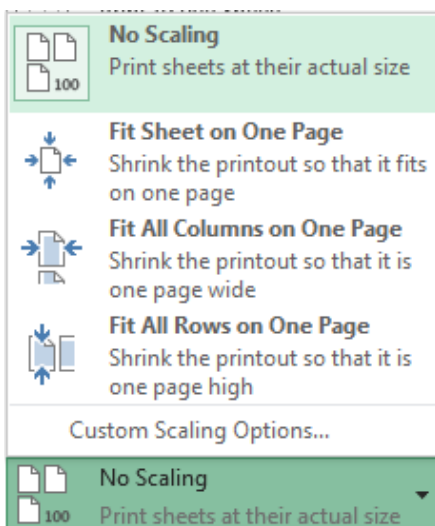 No Scaling
Print sheets at their actual size
100
Fit Sheet on One Page
Shrink the printout so that it fits
on one page
Fit All Columns on One Page
Shrink the printout so that it is
one page wide
Fit All Rows on One Page
Shrink the printout so that it is
one page high
Custom Scaling Options...
No Scaling
100 Print sheets at their actual size